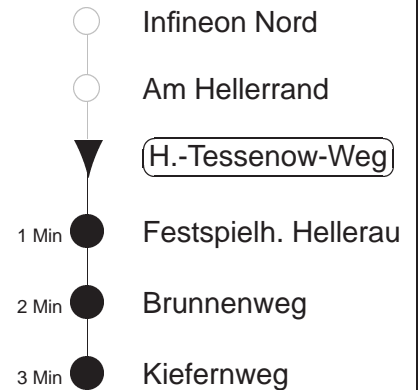 Infineon Nord
Am Hellerrand
H.-Tessenow-Weg
1 Min Festspielh. Hellerau
2 Min Brunnenweg
3 Min Kiefernweg